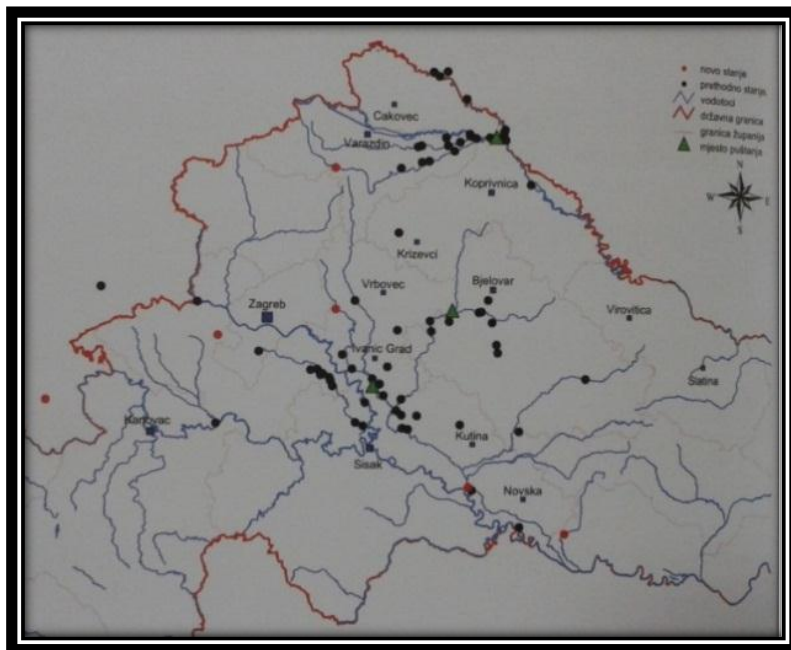 novo stanje
prethodno stanje
vodotoci
državna granica
granica županija
mjesto puštanja
N
W E
S
Cakovec
Varazdin
Koprivnica
Krizevci
Vrbovec
Bjelovar
Zagreb
Virovitica
Ivanic Grad
Slatina
Karlovac
Kutina
Sisak
Novska